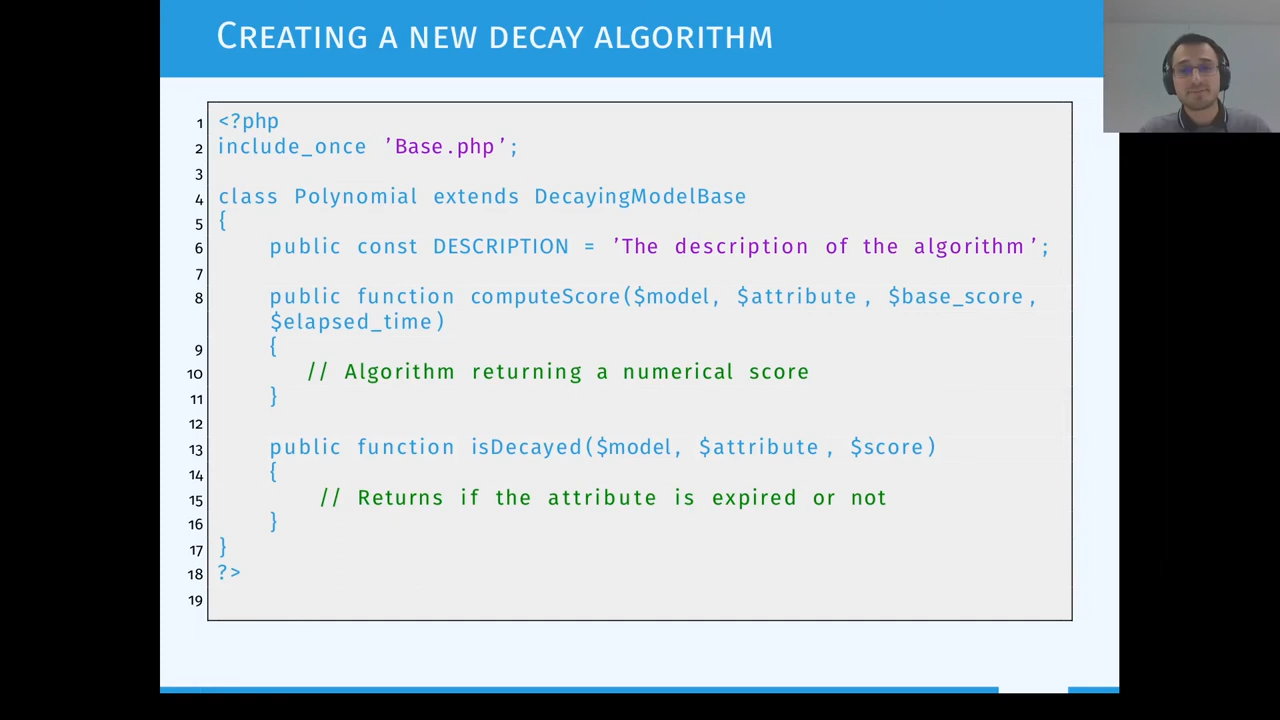 CREATING A NEW DECAY ALGORITHM
1 <?php
2 include_once 'Base.php';
3
4 class Polynomial extends DecayingModelBase
5 {
6 public const DESCRIPTION = 'The description of the algorithm';
7
8 public function computeScore($model, $attribute, $base_score,
$elapsed_time)
9 {
10 // Algorithm returning a numerical score
11 }
12
13 public function isDecayed($model, $attribute, $score)
14 {
15 // Returns if the attribute is expired or not
16 }
17 }
18 ?>
19